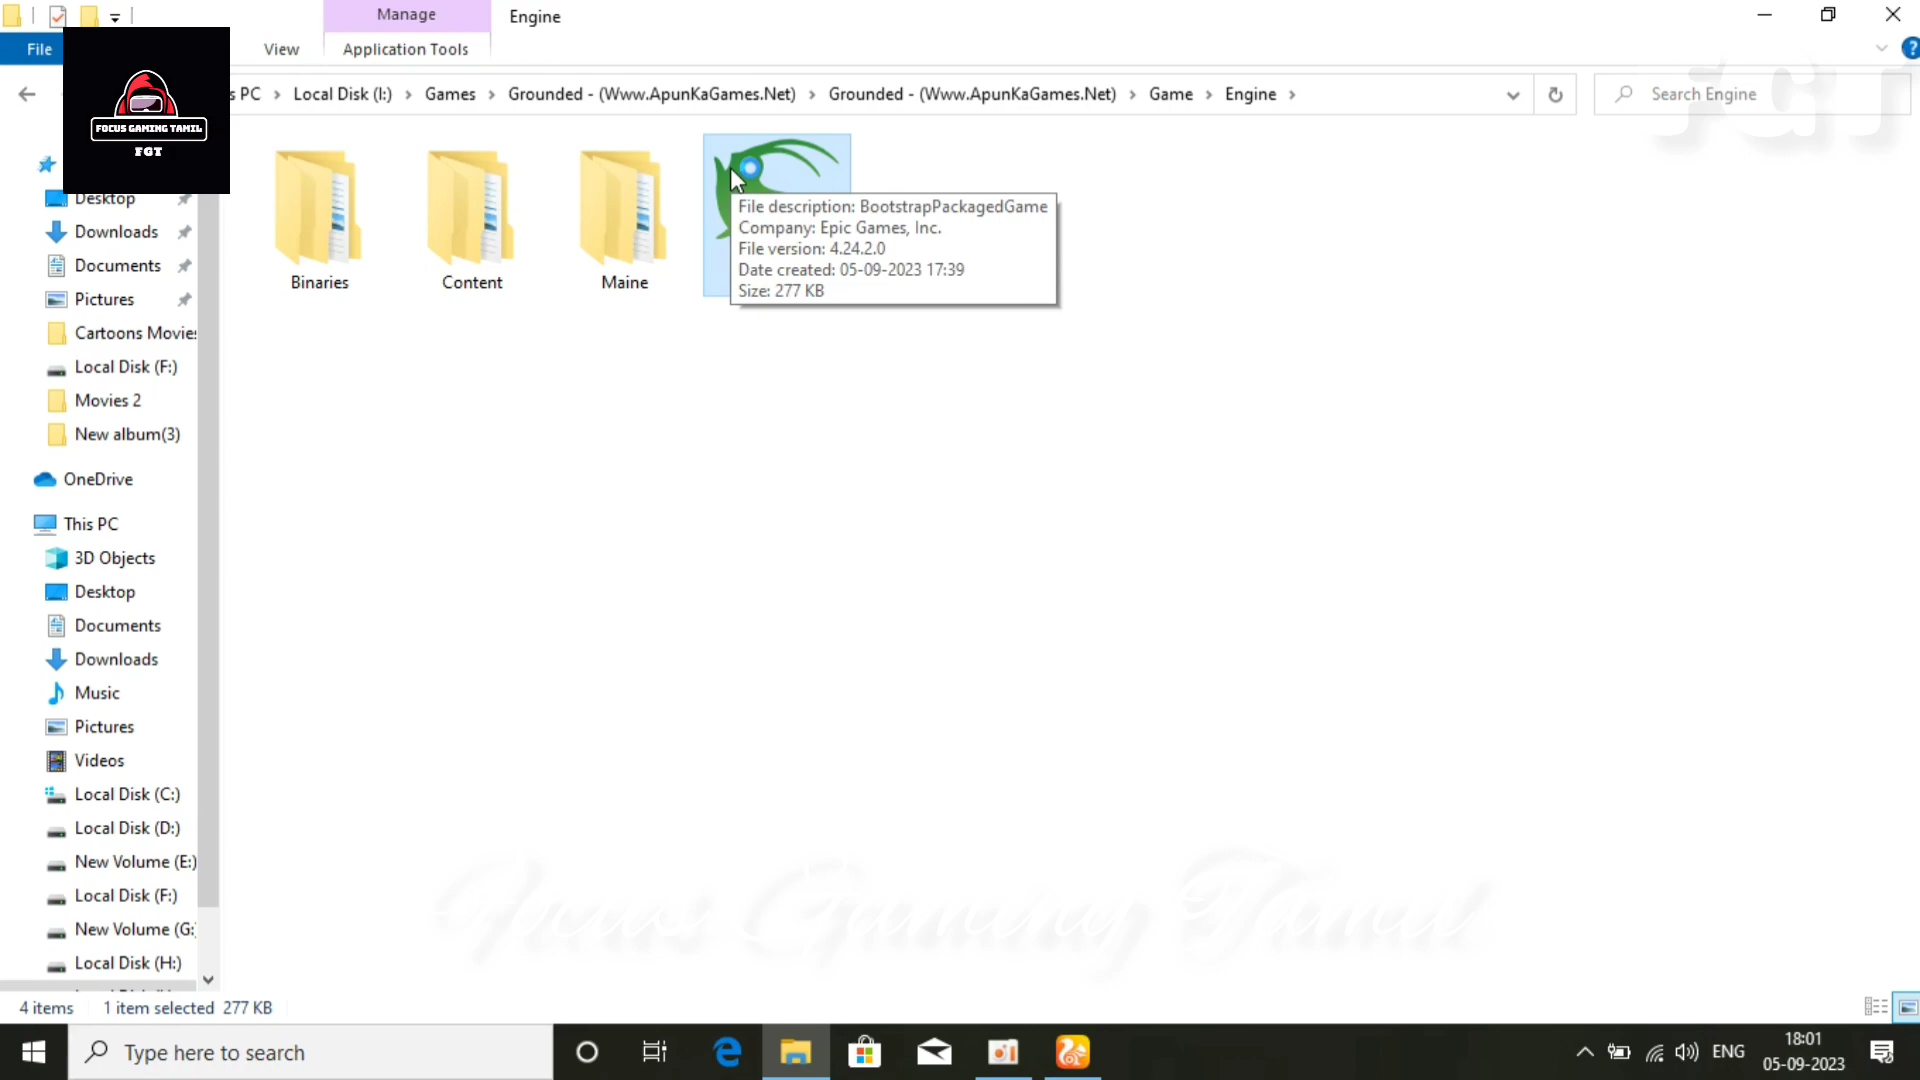 Manage
Engine
File
View
Application Tools
s PC > Local Disk (I:) > Games > Grounded - (Www.ApunKaGames.Net) > Grounded - (Www.ApunKaGames.Net) > Game > Engine >
Search Engine
FGT
FOCUS GAMING TAMIL
FGT
Desktop
Downloads
Documents
Pictures
Cartoons Movies
Local Disk (F:)
Movies 2
New album(3)
OneDrive
This PC
3D Objects
Desktop
Documents
Downloads
Music
Pictures
Videos
Local Disk (C:)
Local Disk (D:)
New Volume (E:)
Local Disk (F:)
New Volume (G:
Local Disk (H:)
Binaries
Content
Maine
File description: BootstrapPackagedGame
Company: Epic Games, Inc.
File version: 4.24.2.0
Date created: 05-09-2023 17:39
Size: 277 KB
Focus Gaming Tamil
4 items
1 item selected 277 KB
Type here to search
ENG
18:01
05-09-2023